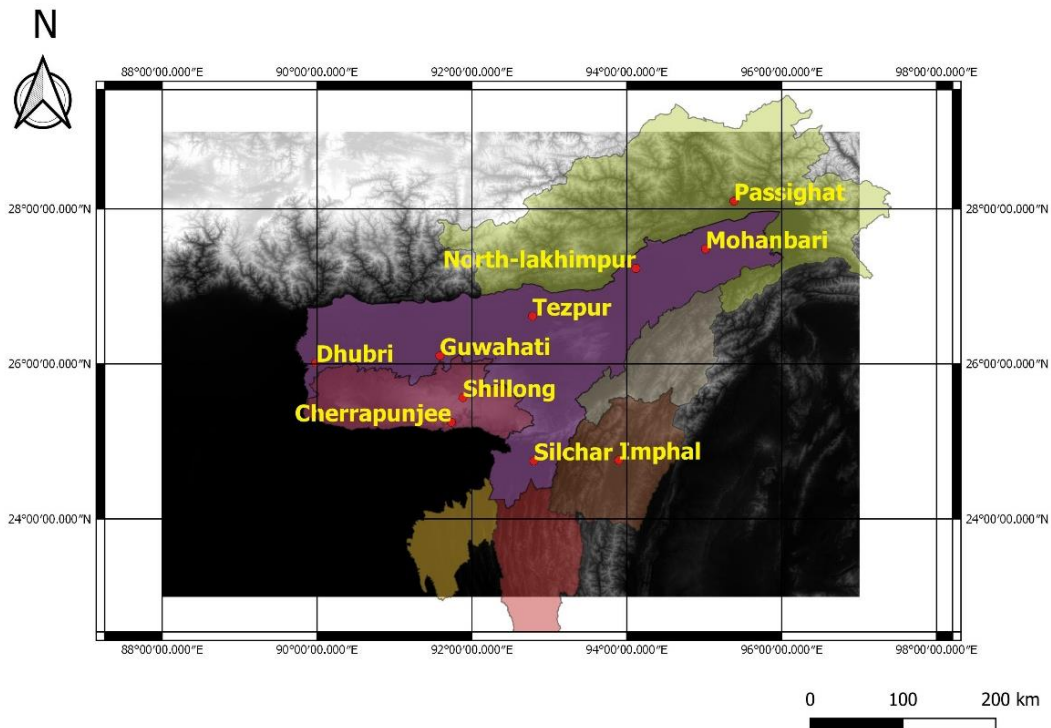 N
88°00'00.000"E 90°00'00.000"E 92°00'00.000"E 94°00'00.000"E 96°00'00.000"E 98°00'00.000"E
Passighat
28°00'00.000"N 28°00'00.000"N
Mohanbari
North-lakhimpur
Tezpur
Dhubri Guwahati
26°00'00.000"N 26°00'00.000"N
Shillong
Cherrapunjee
Silchar Imphal
24°00'00.000"N 24°00'00.000"N
88°00'00.000"E 90°00'00.000"E 92°00'00.000"E 94°00'00.000"E 96°00'00.000"E 98°00'00.000"E
0 100 200 km